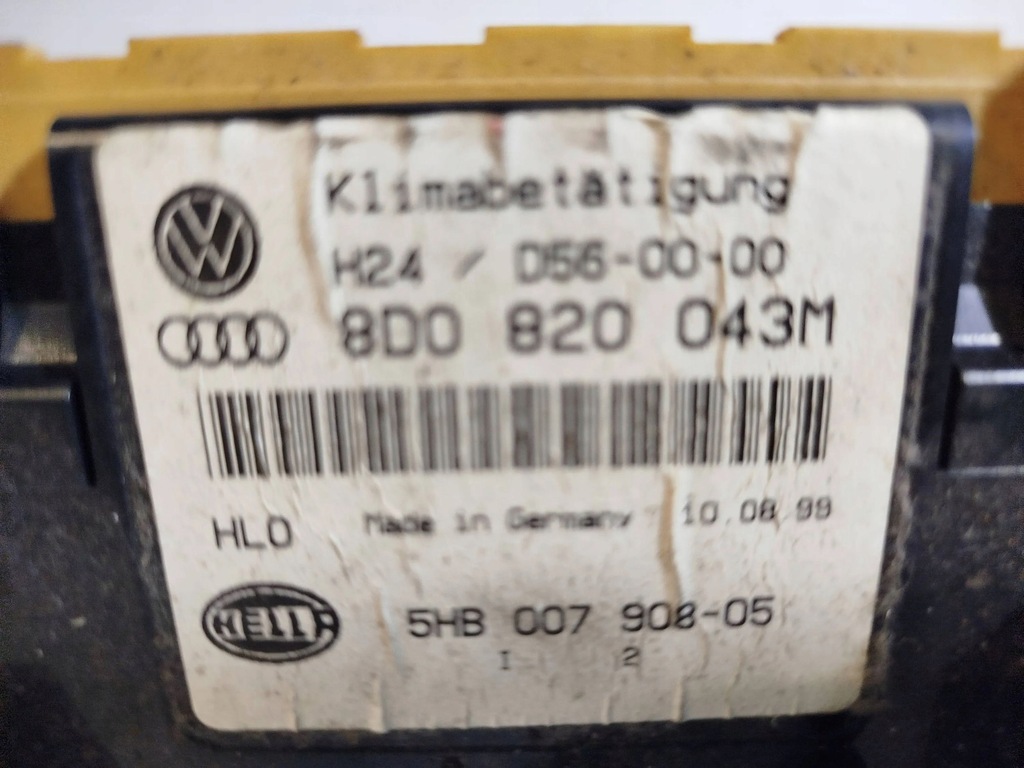 Klimabetätigung
H24 / D56-00-00
8D0 820 043M
HLO Made in Germany 10.08.99
HELLA 5HB 007 908-05
I 2